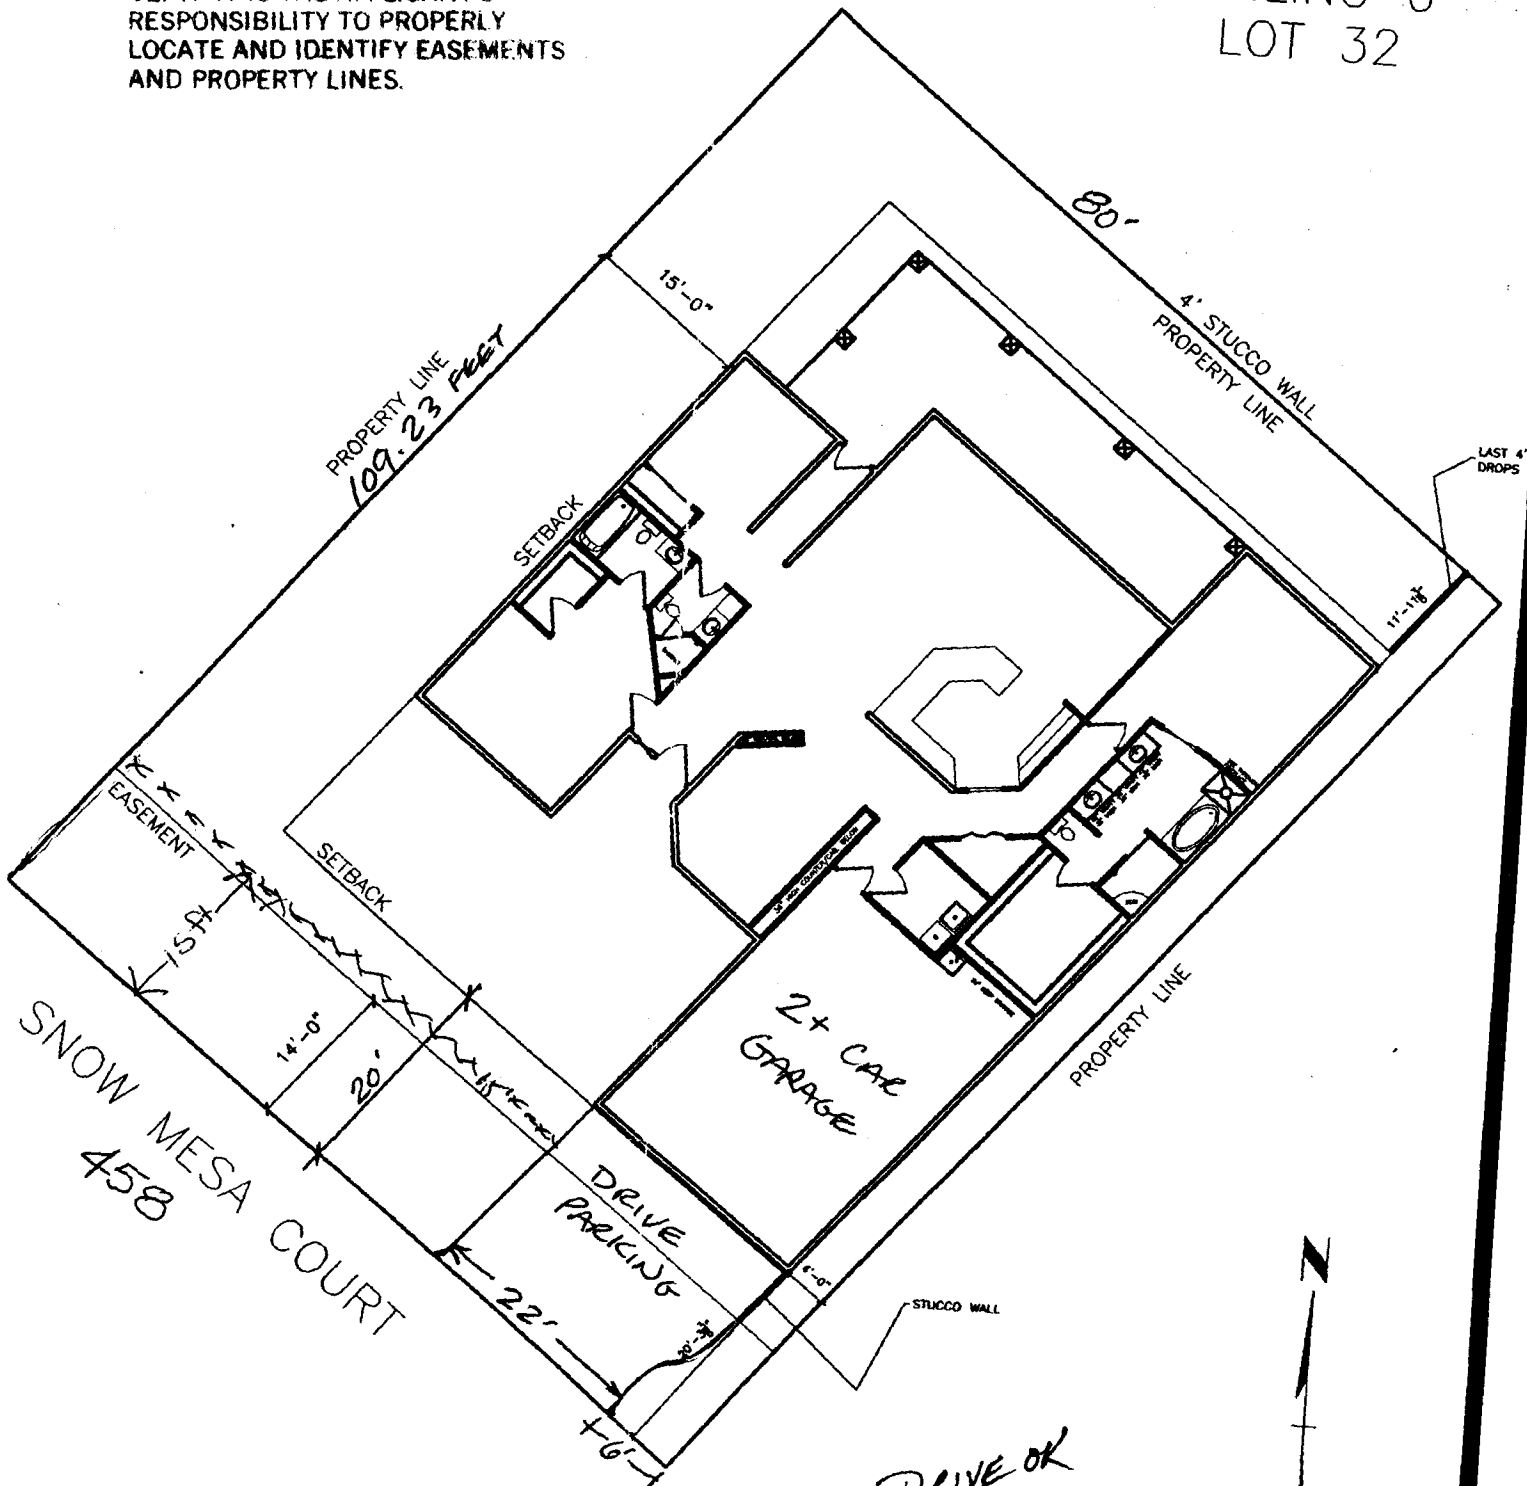 RESPONSIBILITY TO PROPERLY
LOCATE AND IDENTIFY EASEMENTS
AND PROPERTY LINES.
LOT 32
80'
15'-0"
4' STUCCO WALL
PROPERTY LINE
PROPERTY LINE
109.23 FEET
LAST 4'
DROPS
SETBACK
11'-11
EASEMENT
SETBACK
15 ft
14'-0"
20'
2+ CAR
GARAGE
PROPERTY LINE
SNOW MESA COURT
458
DRIVE
PARKING
22'
6'-0"
STUCCO WALL
20'-
6'
N
DRIVE OK